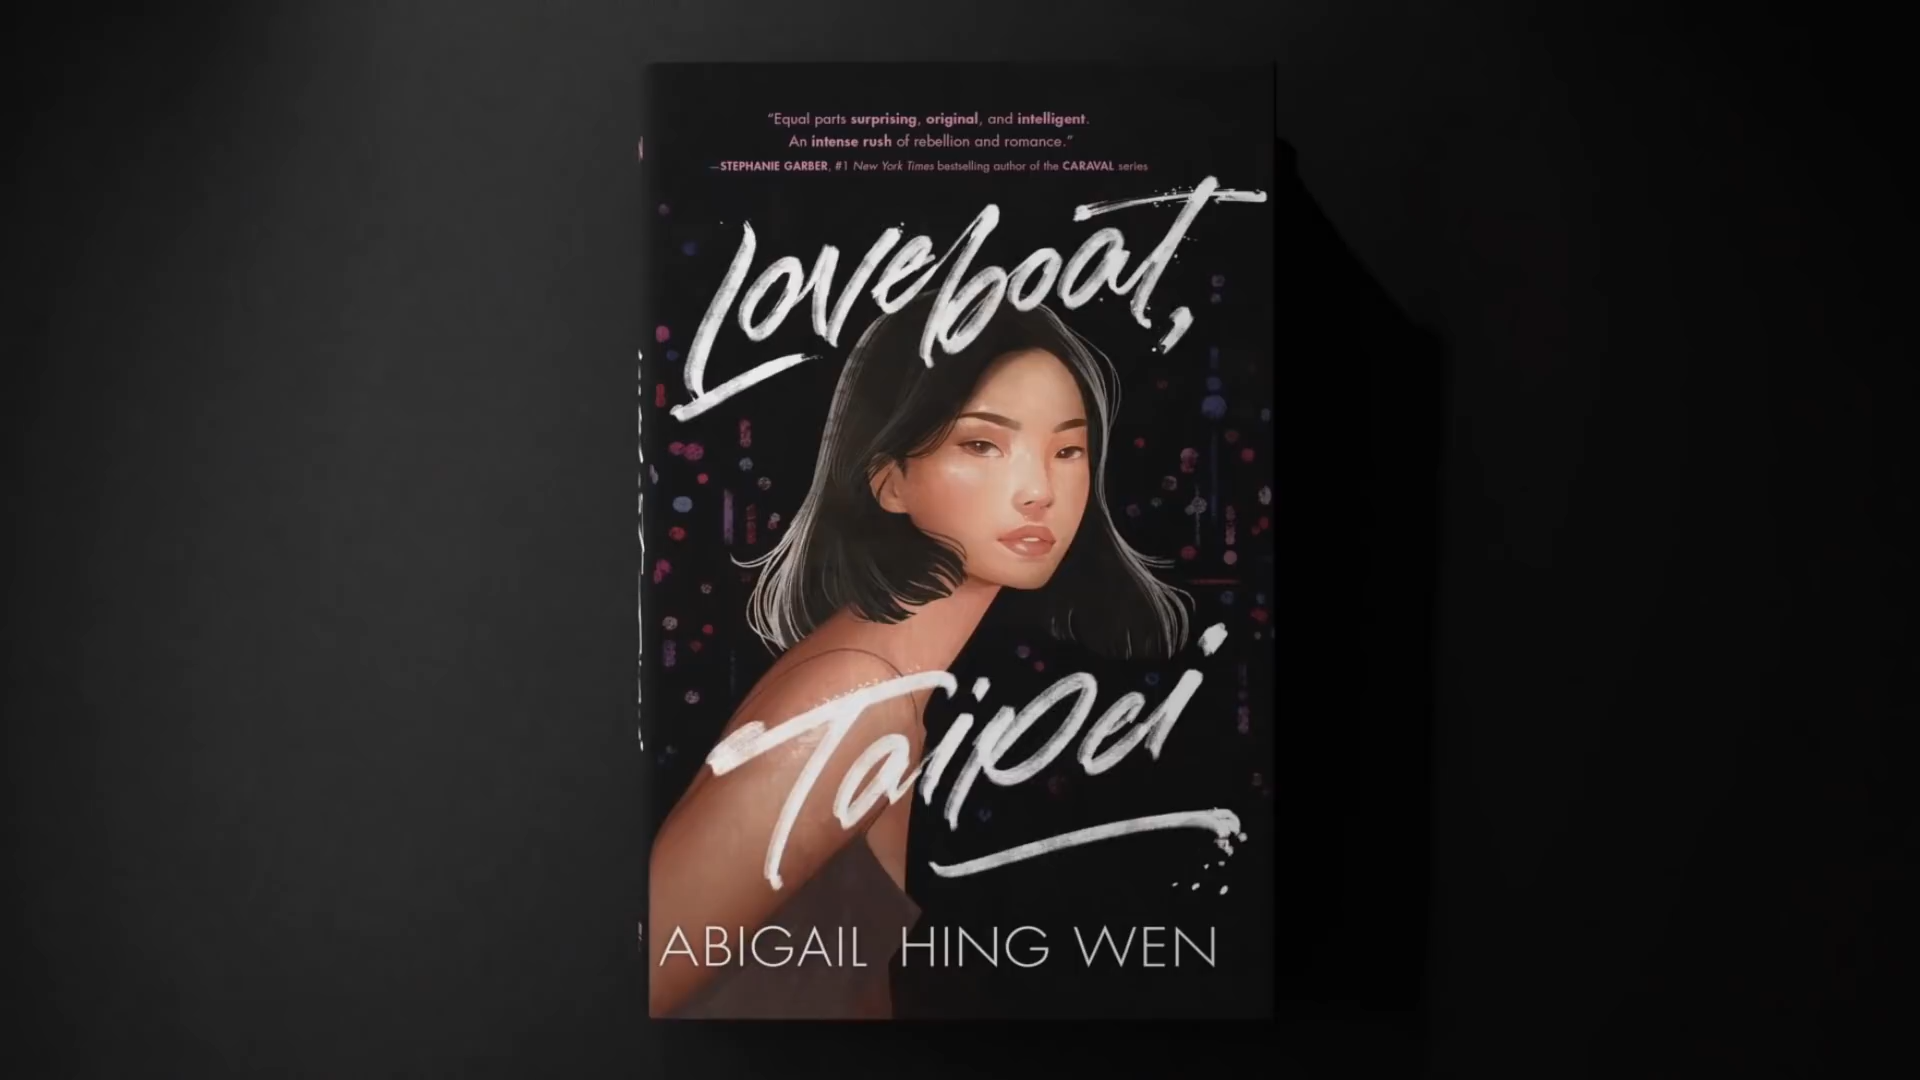 “Equal parts surprising, original, and intelligent.
An intense rush of rebellion and romance.”
—STEPHANIE GARBER, #1 New York Times bestselling author of the CARAVAL series
Loveboat,
Taipei
ABIGAIL HING WEN